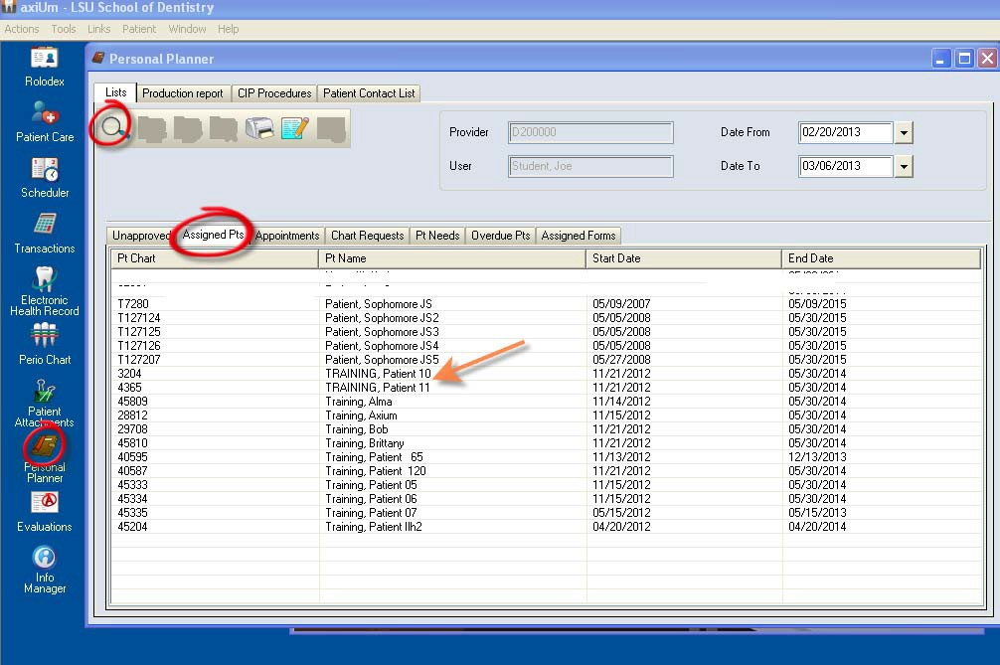 axiUm - LSU School of Dentistry
Actions Tools Links Patient Window Help
Rolodex
Patient Care
Scheduler
Transactions
Electronic
Health Record
Perio Chart
Patient
Attachments
Personal
Planner
Evaluations
Info
Manager
Personal Planner
Lists Production report CIP Procedures Patient Contact List
Provider D200000 Date From 02/20/2013
User Student, Joe Date To 03/06/2013
Unapproved Assigned Pts Appointments Chart Requests Pt Needs Overdue Pts Assigned Forms
Pt Chart Pt Name Start Date End Date
T7280 Patient, Sophomore JS 05/09/2007 05/09/2015
T127124 Patient, Sophomore JS2 05/05/2008 05/30/2015
T127125 Patient, Sophomore JS3 05/05/2008 05/30/2015
T127126 Patient, Sophomore JS4 05/05/2008 05/30/2015
T127207 Patient, Sophomore JS5 05/27/2008 05/30/2015
3204 TRAINING, Patient 10 11/21/2012 05/30/2014
4365 TRAINING, Patient 11 11/21/2012 05/30/2014
45809 Training, Alma 11/14/2012 05/30/2014
28812 Training, Axium 11/15/2012 05/30/2014
29708 Training, Bob 11/21/2012 05/30/2014
45810 Training, Brittany 11/21/2012 05/30/2014
40595 Training, Patient 65 11/13/2012 12/13/2013
40587 Training, Patient 120 11/21/2012 05/30/2014
45333 Training, Patient 05 11/15/2012 05/30/2014
45334 Training, Patient 06 11/15/2012 05/30/2014
45335 Training, Patient 07 05/15/2012 05/15/2013
45204 Training, Patient llh2 04/20/2012 04/20/2014